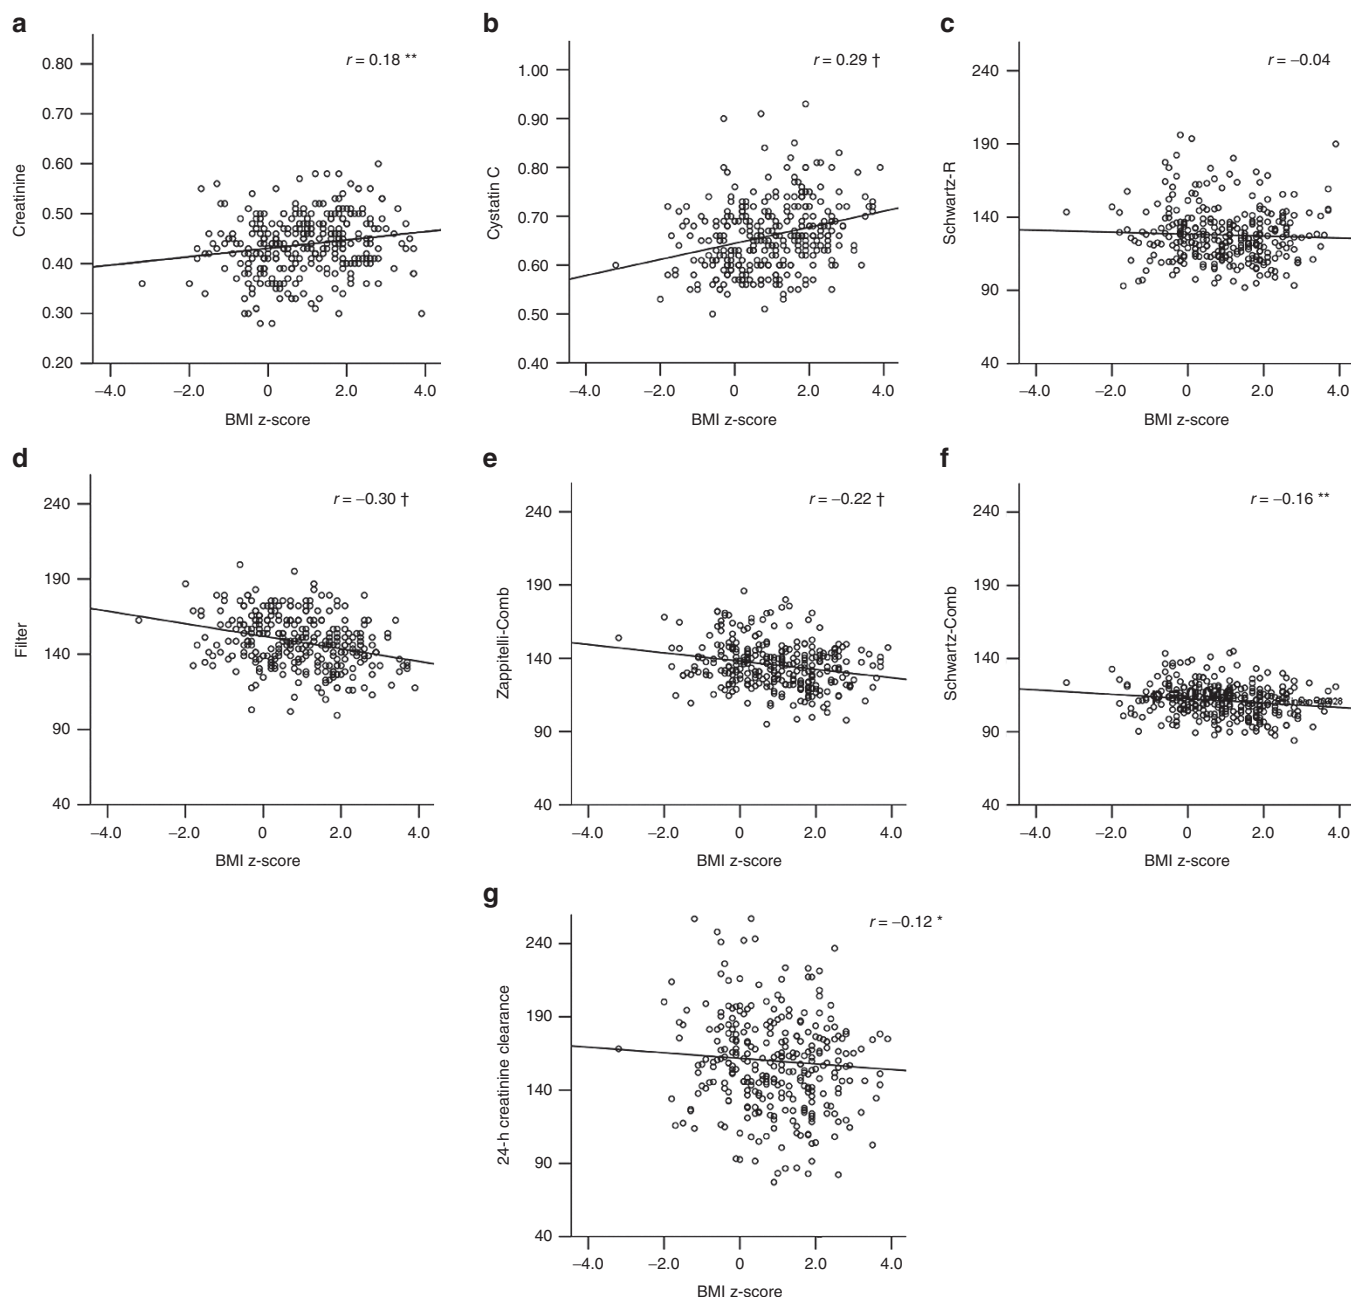 a
r = 0.18 **
0.80
0.70
0.60
0.50
0.40
0.30
0.20
Creatinine
−4.0 −2.0 0 2.0 4.0
BMI z-score
b
r = 0.29 †
1.00
0.90
0.80
0.70
0.60
0.50
0.40
Cystatin C
−4.0 −2.0 0 2.0 4.0
BMI z-score
c
r = −0.04
240
190
140
90
40
Schwartz-R
−4.0 −2.0 0 2.0 4.0
BMI z-score
d
r = −0.30 †
240
190
140
90
40
Filter
−4.0 −2.0 0 2.0 4.0
BMI z-score
e
r = −0.22 †
240
190
140
90
40
Zappitelli-Comb
−4.0 −2.0 0 2.0 4.0
BMI z-score
f
r = −0.16 **
240
190
140
90
40
Schwartz-Comb
−4.0 −2.0 0 2.0 4.0
BMI z-score
g
r = −0.12 *
240
190
140
90
40
24-h creatinine clearance
−4.0 −2.0 0 2.0 4.0
BMI z-score